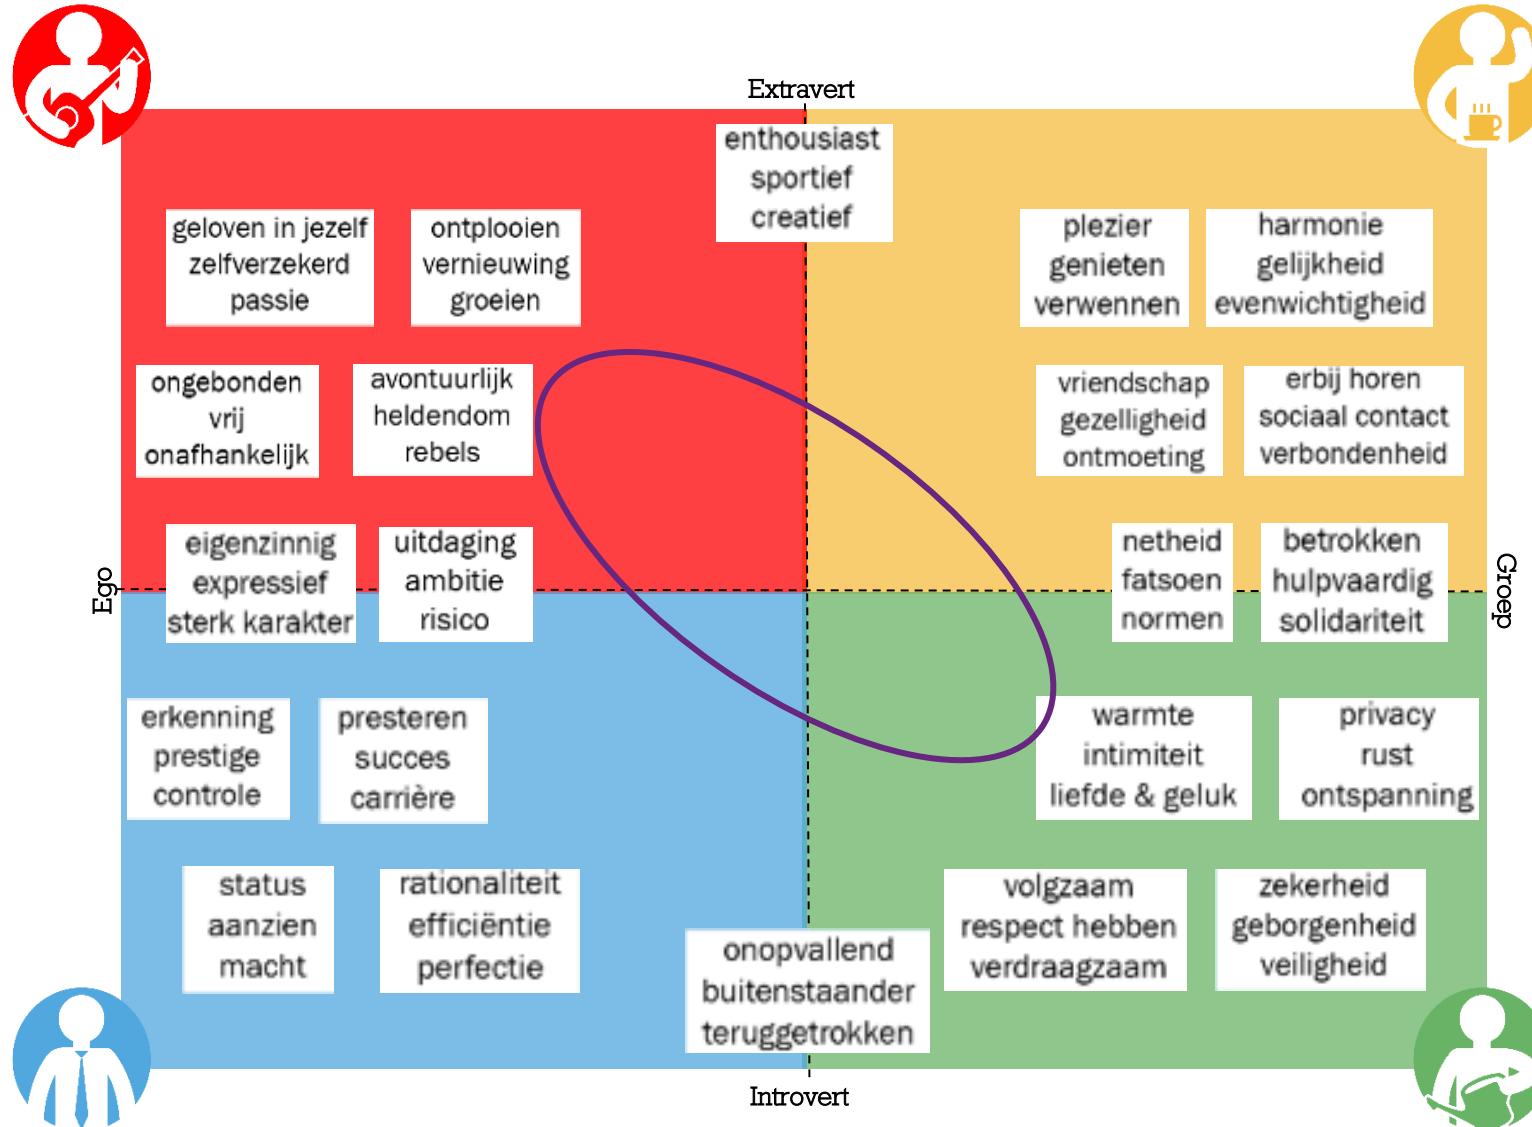 Extravert
enthousiast
sportief
creatief
geloven in jezelf
zelfverzekerd
passie
ontplooien
vernieuwing
groeien
plezier
genieten
verwennen
harmonie
gelijkheid
evenwichtigheid
ongebonden
vrij
onafhankelijk
avontuurlijk
heldendom
rebels
vriendschap
gezelligheid
ontmoeting
erbij horen
sociaal contact
verbondenheid
Ego
eigenzinnig
expressief
sterk karakter
uitdaging
ambitie
risico
netheid
fatsoen
normen
betrokken
hulpvaardig
solidariteit
Groep
erkenning
prestige
controle
presteren
succes
carrière
warmte
intimiteit
liefde & geluk
privacy
rust
ontspanning
status
aanzien
macht
rationaliteit
efficiëntie
perfectie
onopvallend
buitenstaander
teruggetrokken
volgzaam
respect hebben
verdraagzaam
zekerheid
geborgenheid
veiligheid
Introvert